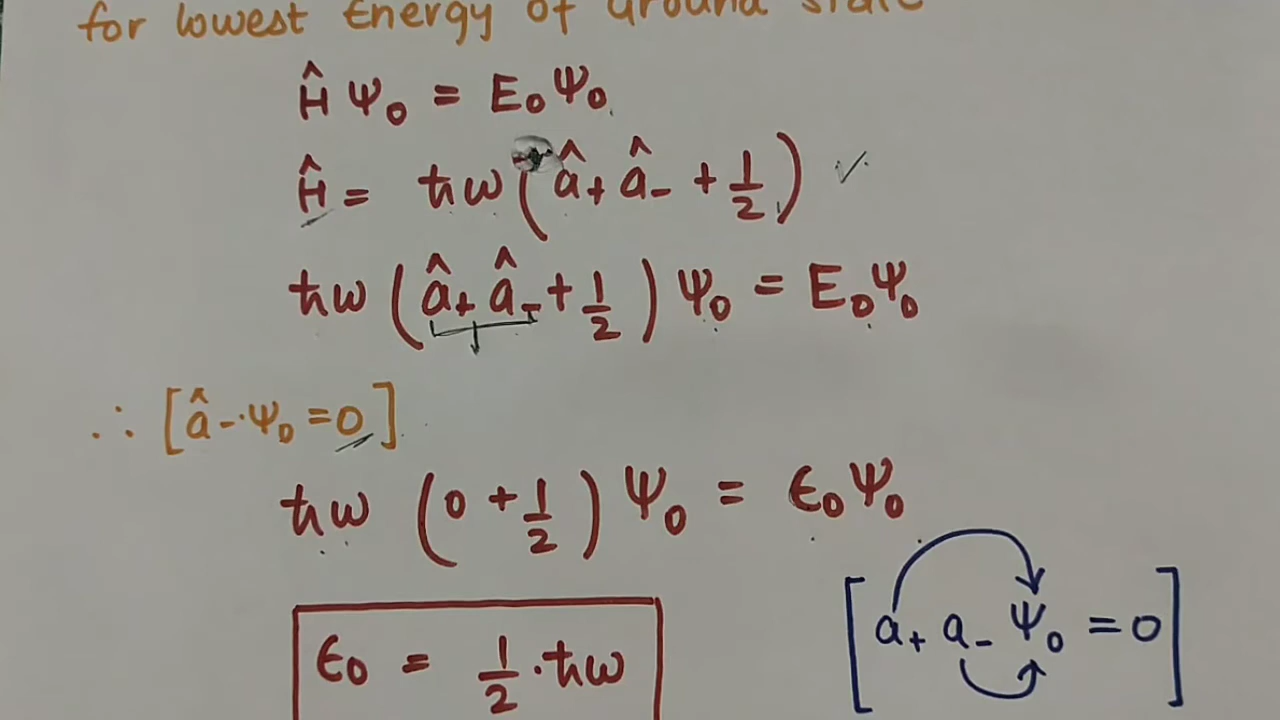 for lowest Energy of Ground state
Ĥ Ψ₀ = E₀Ψ₀
Ĥ = ħω (â₊ â₋ + 1/2) ✓
ħω (â₊ â₋ + 1/2) Ψ₀ = E₀Ψ₀
∴ [â₋·Ψ₀ = 0]
ħω (0 + 1/2) Ψ₀ = ϵ₀Ψ₀
[a₊ a₋ Ψ₀ = 0]
ϵ₀ = 1/2 · ħω